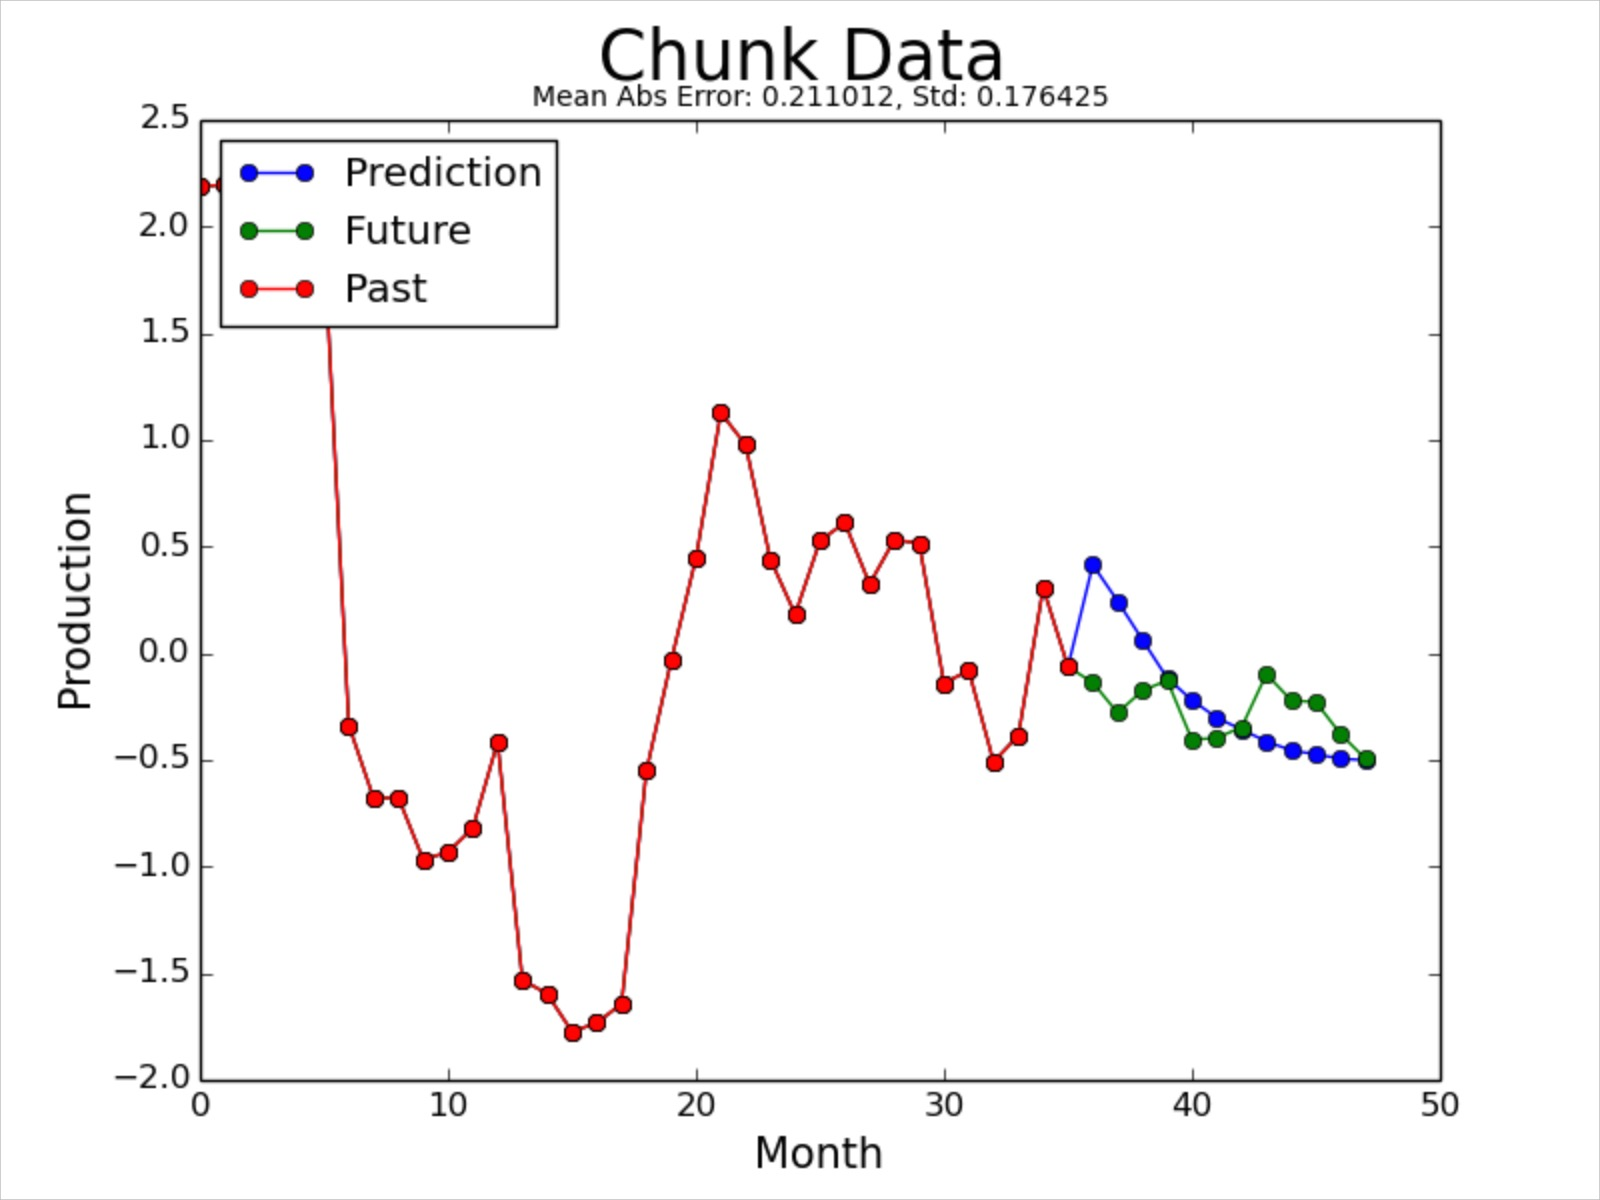 Chunk Data
Mean Abs Error: 0.211012, Std: 0.176425
2.5
2.0
1.5
1.0
0.5
0.0
−0.5
−1.0
−1.5
−2.0
Production
Prediction
Future
Past
0 10 20 30 40 50
Month